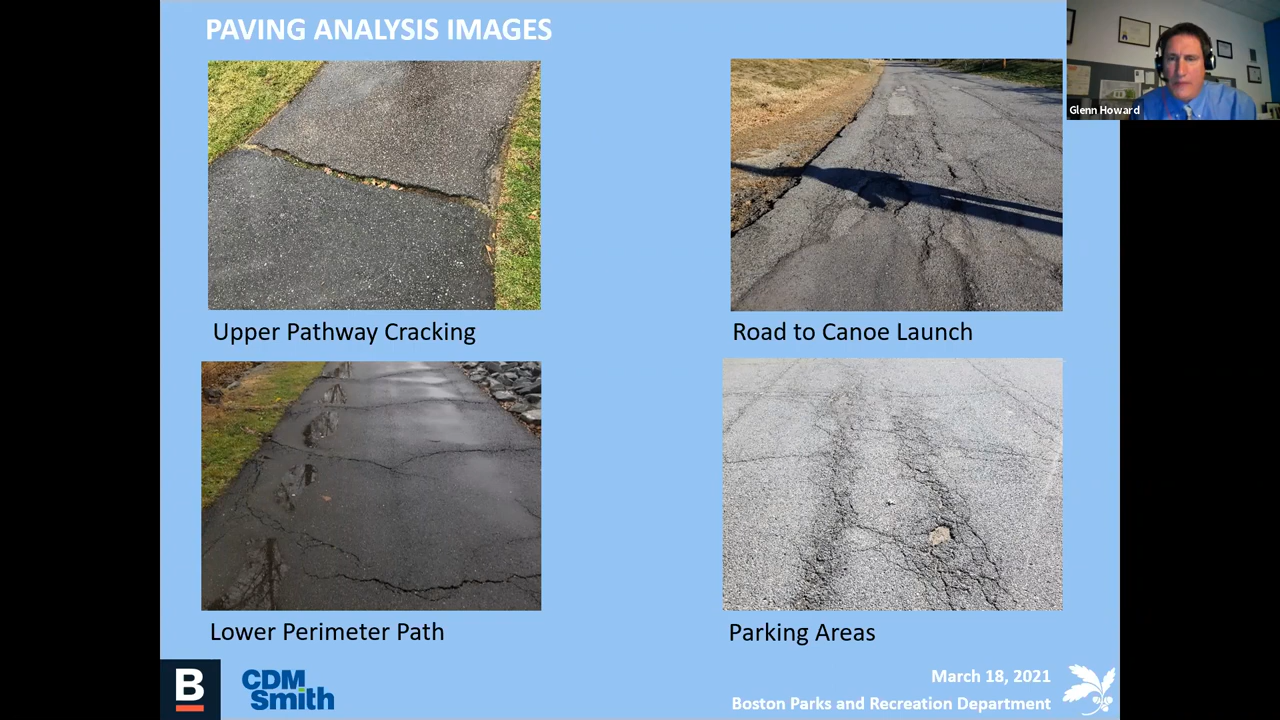 PAVING ANALYSIS IMAGES
Glenn Howard
Upper Pathway Cracking
Road to Canoe Launch
Lower Perimeter Path
Parking Areas
B
CDM
Smith
March 18, 2021
Boston Parks and Recreation Department